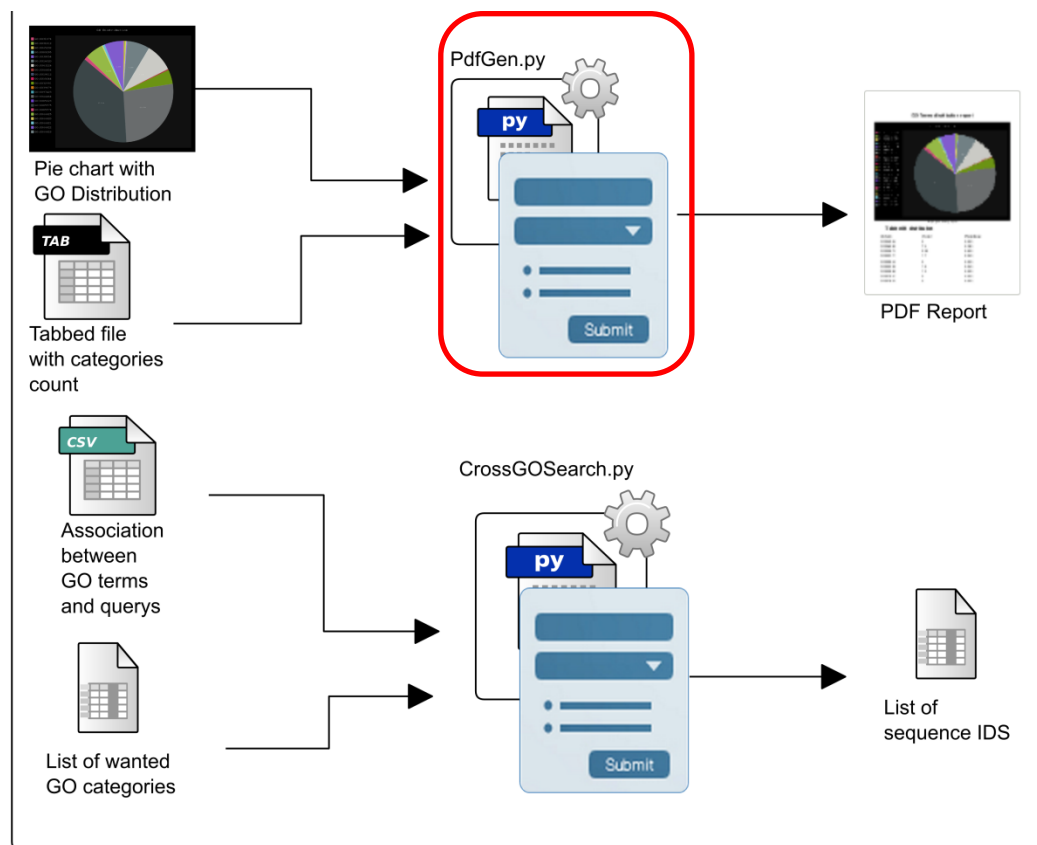 PdfGen.py
py
Submit
Pie chart with
GO Distribution
TAB
Tabbed file
with categories
count
PDF Report
CSV
Association
between
GO terms
and querys
CrossGOSearch.py
py
Submit
List of wanted
GO categories
List of
sequence IDS